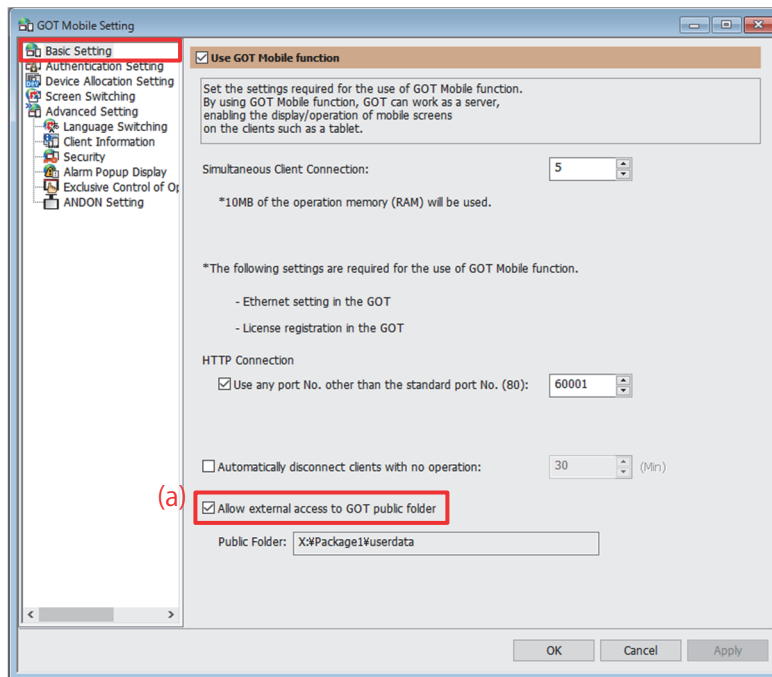 GOT Mobile Setting
Basic Setting
Authentication Setting
Device Allocation Setting
Screen Switching
Advanced Setting
Language Switching
Client Information
Security
Alarm Popup Display
Exclusive Control of Op
ANDON Setting
Use GOT Mobile function
Set the settings required for the use of GOT Mobile function.
By using GOT Mobile function, GOT can work as a server,
enabling the display/operation of mobile screens
on the clients such as a tablet.
Simultaneous Client Connection: 5
*10MB of the operation memory (RAM) will be used.
*The following settings are required for the use of GOT Mobile function.
- Ethernet setting in the GOT
- License registration in the GOT
HTTP Connection
Use any port No. other than the standard port No. (80): 60001
Automatically disconnect clients with no operation: 30 (Min)
(a)
Allow external access to GOT public folder
Public Folder: X:¥Package1¥userdata
OK Cancel Apply